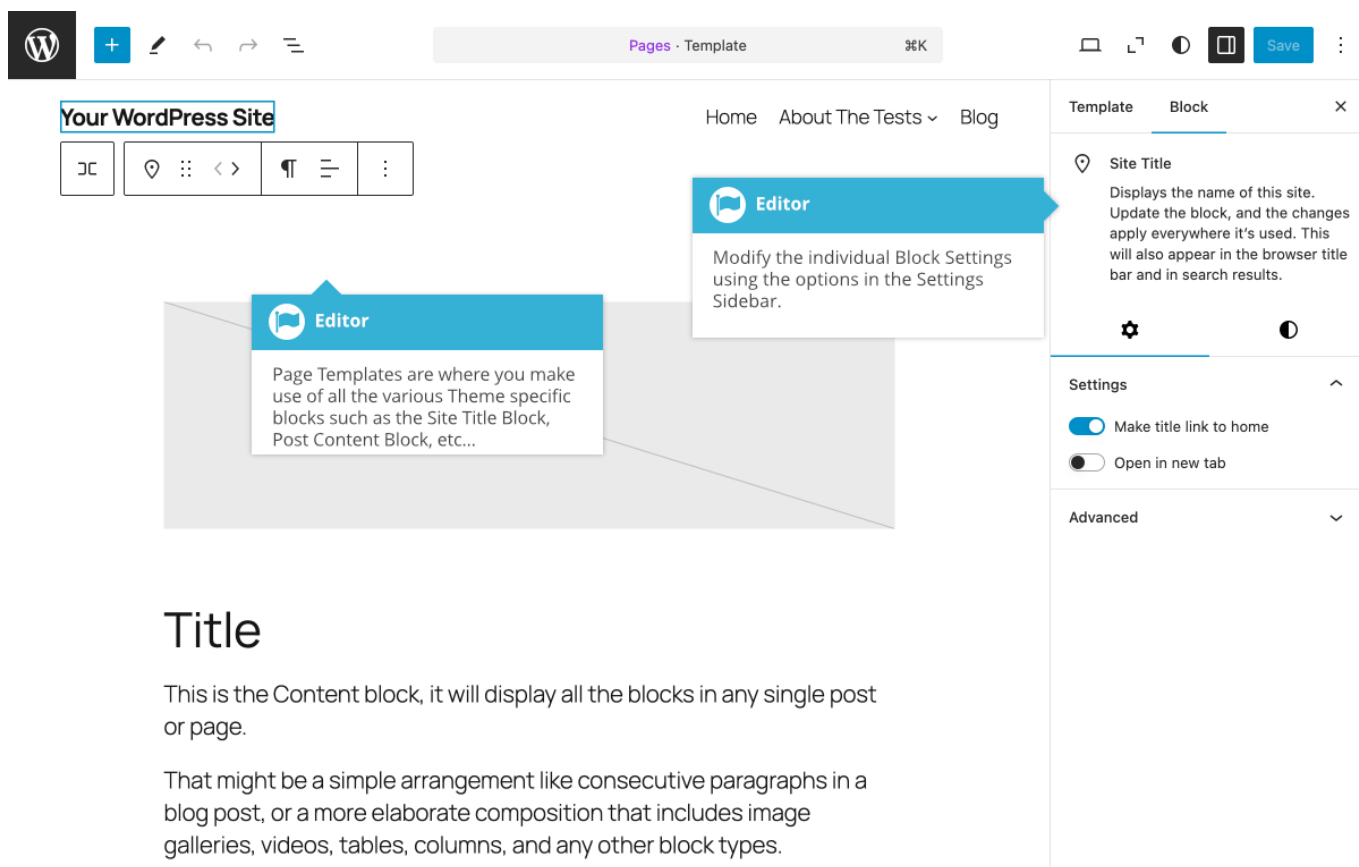 Pages · Template ⌘K
Save
Your WordPress Site
Home About The Tests Blog
Template Block
Site Title
Displays the name of this site.
Update the block, and the changes
apply everywhere it’s used. This
will also appear in the browser title
bar and in search results.
Editor
Modify the individual Block Settings
using the options in the Settings
Sidebar.
Editor
Page Templates are where you make
use of all the various Theme specific
blocks such as the Site Title Block,
Post Content Block, etc...
Settings
Make title link to home
Open in new tab
Advanced
Title
This is the Content block, it will display all the blocks in any single post
or page.
That might be a simple arrangement like consecutive paragraphs in a
blog post, or a more elaborate composition that includes image
galleries, videos, tables, columns, and any other block types.